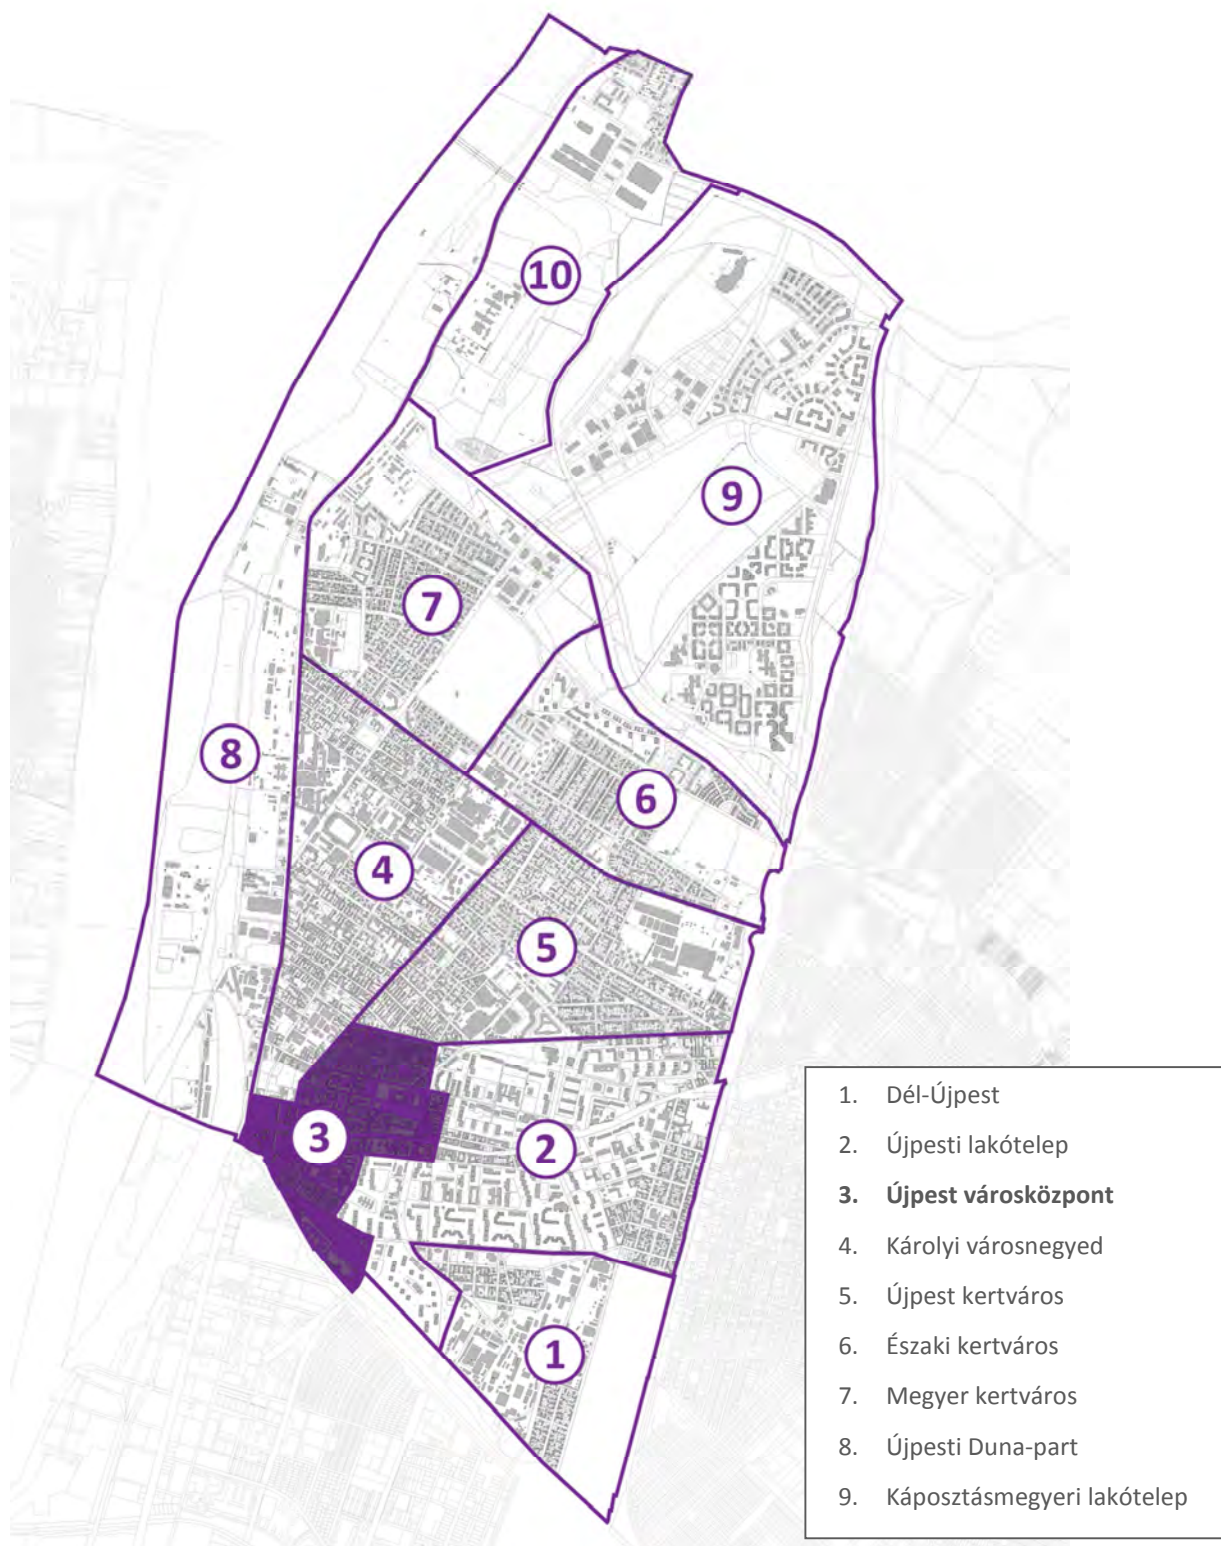 10
9
7
8
6
4
5
3
2
1
1. Dél-Újpest
2. Újpesti lakótelep
3. Újpest városközpont
4. Károlyi városnegyed
5. Újpest kertváros
6. Északi kertváros
7. Megyer kertváros
8. Újpesti Duna-part
9. Káposztásmegyeri lakótelep